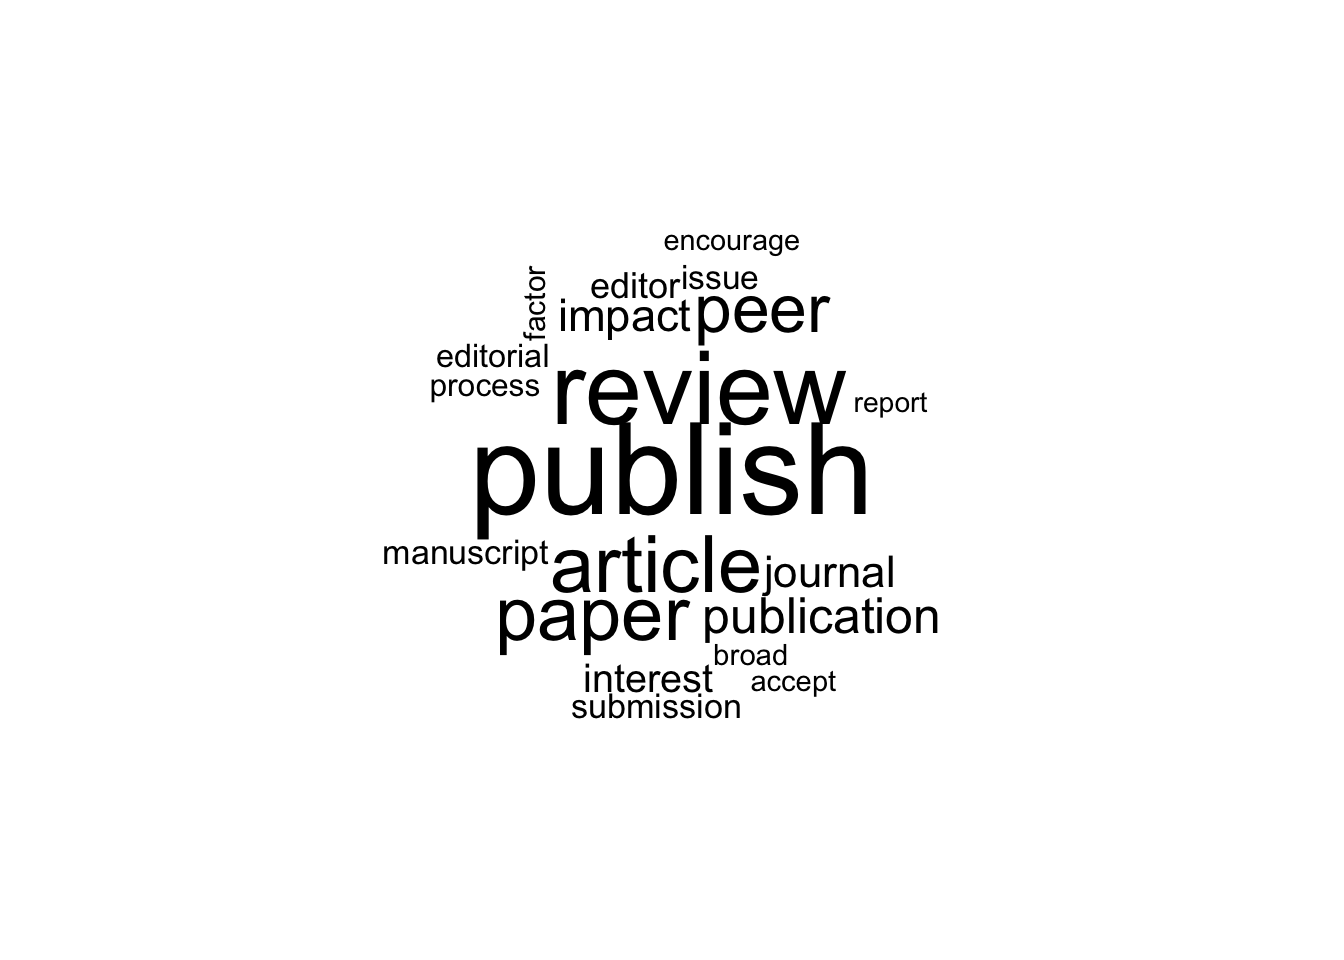 encourage
editor issue
factor
impact peer
editorial
process
review
report
publish
manuscript article journal
paper publication
broad
interest accept
submission